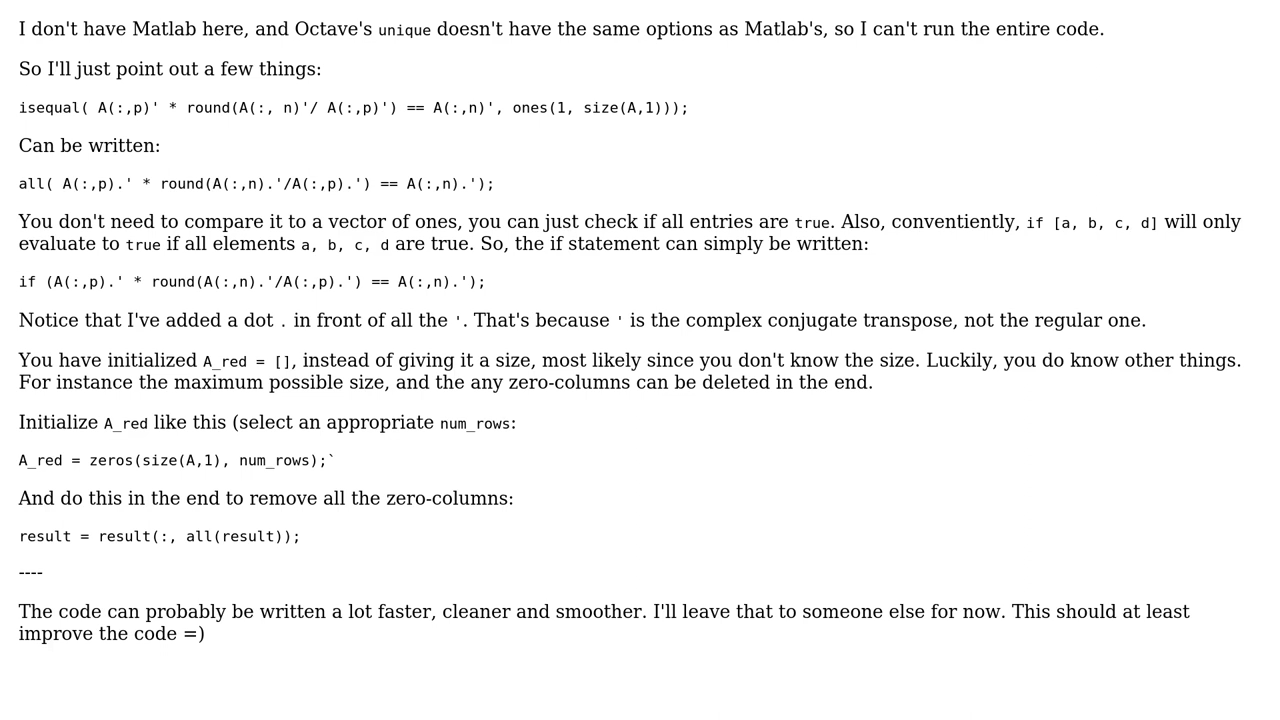 I don't have Matlab here, and Octave's unique doesn't have the same options as Matlab's, so I can't run the entire code.
So I'll just point out a few things:
isequal( A(:,p)' * round(A(:, n)'/ A(:,p)') == A(:,n)', ones(1, size(A,1)));
Can be written:
all( A(:,p).' * round(A(:,n).'/A(:,p).') == A(:,n).');
You don't need to compare it to a vector of ones, you can just check if all entries are true. Also, conventiently, if [a, b, c, d] will only
evaluate to true if all elements a, b, c, d are true. So, the if statement can simply be written:
if (A(:,p).' * round(A(:,n).'/A(:,p).') == A(:,n).');
Notice that I've added a dot . in front of all the '. That's because ' is the complex conjugate transpose, not the regular one.
You have initialized A_red = [], instead of giving it a size, most likely since you don't know the size. Luckily, you do know other things.
For instance the maximum possible size, and the any zero-columns can be deleted in the end.
Initialize A_red like this (select an appropriate num_rows:
A_red = zeros(size(A,1), num_rows);`
And do this in the end to remove all the zero-columns:
result = result(:, all(result));
----
The code can probably be written a lot faster, cleaner and smoother. I'll leave that to someone else for now. This should at least
improve the code =)